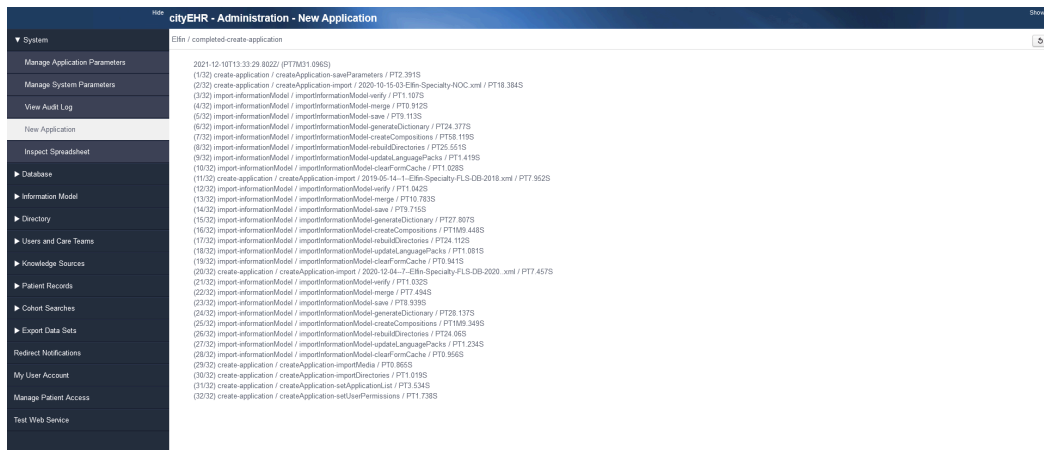 Hide
cityEHR - Administration - New Application
Show
▼ System
Manage Application Parameters
Manage System Parameters
View Audit Log
New Application
Inspect Spreadsheet
▶ Database
▶ Information Model
▶ Directory
▶ Users and Care Teams
▶ Knowledge Sources
▶ Patient Records
▶ Cohort Searches
▶ Export Data Sets
Redirect Notifications
My User Account
Manage Patient Access
Test Web Service
Elfin / completed-create-application
2021-12-10T13:33:29.802Z/ (PT7M31.096S)
(1/32) create-application / createApplication-saveParameters / PT2.391S
(2/32) create-application / createApplication-import / 2020-10-15-03-Elfin-Specialty-NOC.xml / PT18.384S
(3/32) import-informationModel / importInformationModel-verify / PT1.107S
(4/32) import-informationModel / importInformationModel-merge / PT0.912S
(5/32) import-informationModel / importInformationModel-save / PT9.113S
(6/32) import-informationModel / importInformationModel-generateDictionary / PT24.377S
(7/32) import-informationModel / importInformationModel-createCompositions / PT58.119S
(8/32) import-informationModel / importInformationModel-rebuildDirectories / PT25.551S
(9/32) import-informationModel / importInformationModel-updateLanguagePacks / PT1.419S
(10/32) import-informationModel / importInformationModel-clearFormCache / PT1.028S
(11/32) create-application / createApplication-import / 2019-05-14--1--Elfin-Specialty-FLS-DB-2018.xml / PT7.952S
(12/32) import-informationModel / importInformationModel-verify / PT1.042S
(13/32) import-informationModel / importInformationModel-merge / PT10.783S
(14/32) import-informationModel / importInformationModel-save / PT9.715S
(15/32) import-informationModel / importInformationModel-generateDictionary / PT27.807S
(16/32) import-informationModel / importInformationModel-createCompositions / PT1M9.448S
(17/32) import-informationModel / importInformationModel-rebuildDirectories / PT24.112S
(18/32) import-informationModel / importInformationModel-updateLanguagePacks / PT1.081S
(19/32) import-informationModel / importInformationModel-clearFormCache / PT0.941S
(20/32) create-application / createApplication-import / 2020-12-04--7--Elfin-Specialty-FLS-DB-2020..xml / PT7.457S
(21/32) import-informationModel / importInformationModel-verify / PT1.032S
(22/32) import-informationModel / importInformationModel-merge / PT7.494S
(23/32) import-informationModel / importInformationModel-save / PT8.939S
(24/32) import-informationModel / importInformationModel-generateDictionary / PT28.137S
(25/32) import-informationModel / importInformationModel-createCompositions / PT1M9.349S
(26/32) import-informationModel / importInformationModel-rebuildDirectories / PT24.06S
(27/32) import-informationModel / importInformationModel-updateLanguagePacks / PT1.234S
(28/32) import-informationModel / importInformationModel-clearFormCache / PT0.956S
(29/32) create-application / createApplication-importMedia / PT0.865S
(30/32) create-application / createApplication-importDirectories / PT1.019S
(31/32) create-application / createApplication-setApplicationList / PT3.534S
(32/32) create-application / createApplication-setUserPermissions / PT1.738S